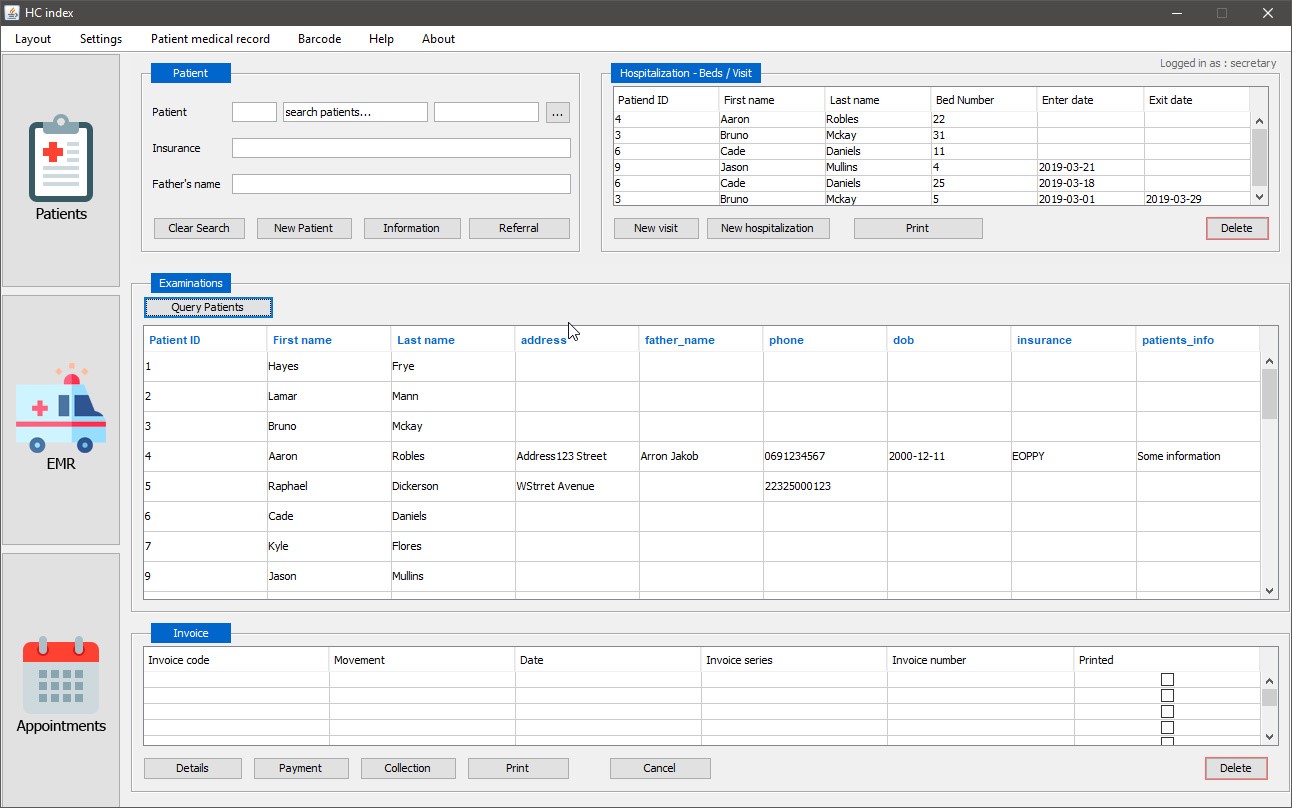 HC index
Layout Settings Patient medical record Barcode Help About
Logged in as : secretary
Patients
EMR
Appointments
Patient
Patient search patients... ...
Insurance
Father's name
Clear Search New Patient Information Referral
Hospitalization - Beds / Visit
Patiend ID First name Last name Bed Number Enter date Exit date
4 Aaron Robles 22
3 Bruno Mckay 31
6 Cade Daniels 11
9 Jason Mullins 4 2019-03-21
6 Cade Daniels 25 2019-03-18
3 Bruno Mckay 5 2019-03-01 2019-03-29
New visit New hospitalization Print Delete
Examinations
Query Patients
Patient ID First name Last name address father_name phone dob insurance patients_info
1 Hayes Frye
2 Lamar Mann
3 Bruno Mckay
4 Aaron Robles Address123 Street Arron Jakob 0691234567 2000-12-11 EOPPY Some information
5 Raphael Dickerson WStrret Avenue 22325000123
6 Cade Daniels
7 Kyle Flores
9 Jason Mullins
Invoice
Invoice code Movement Date Invoice series Invoice number Printed
Details Payment Collection Print Cancel Delete